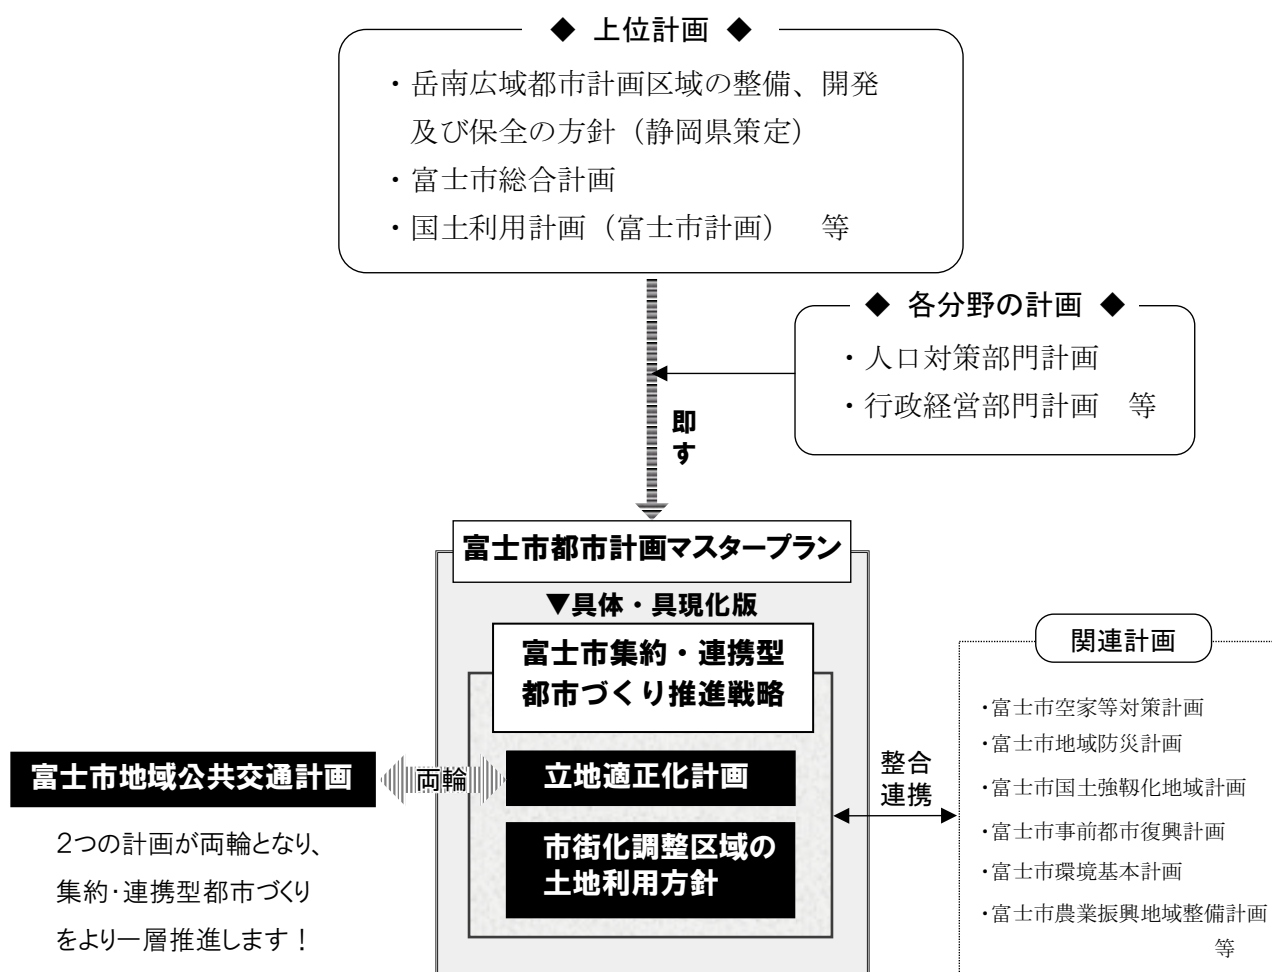 ◆ 上位計画 ◆
・岳南広域都市計画区域の整備、開発
及び保全の方針（静岡県策定）
・富士市総合計画
・国土利用計画（富士市計画）　等
◆ 各分野の計画 ◆
・人口対策部門計画
・行政経営部門計画　等
即す
富士市都市計画マスタープラン
▼具体・具現化版
富士市集約・連携型
都市づくり推進戦略
立地適正化計画
市街化調整区域の
土地利用方針
両輪
富士市地域公共交通計画
2つの計画が両輪となり、
集約･連携型都市づくり
をより一層推進します！
整合
連携
関連計画
･富士市空家等対策計画
･富士市地域防災計画
･富士市国土強靱化地域計画
･富士市事前都市復興計画
･富士市環境基本計画
･富士市農業振興地域整備計画
等